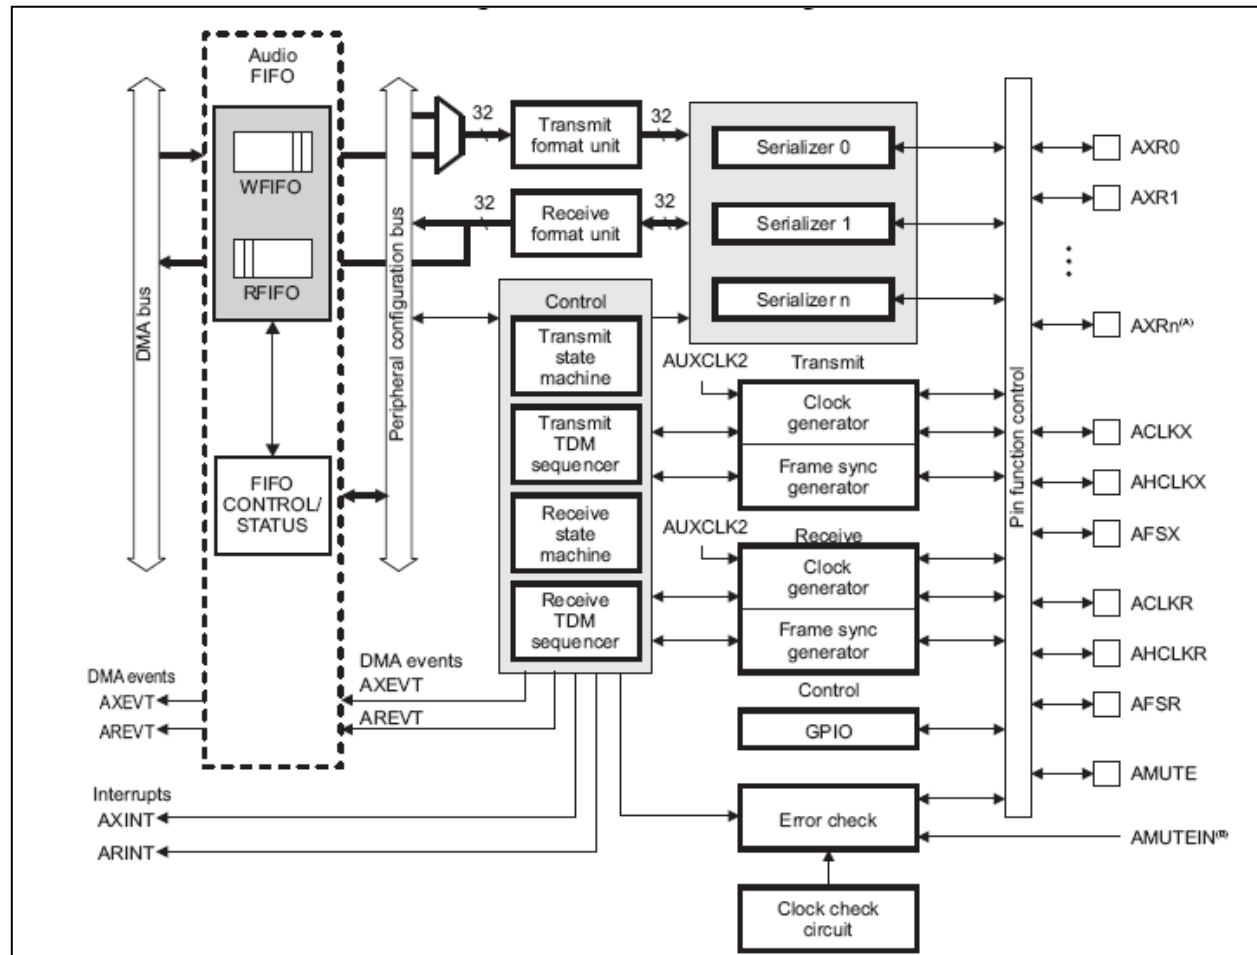 Audio
FIFO
WFIFO
RFIFO
DMA bus
FIFO
CONTROL/
STATUS
Peripheral configuration bus
32
Transmit
format unit
32
32
Receive
format unit
32
Serializer 0
Serializer 1
Serializer n
Control
Transmit
state
machine
Transmit
TDM
sequencer
Receive
state
machine
Receive
TDM
sequencer
Transmit
AUXCLK2
Clock
generator
Frame sync
generator
Receive
AUXCLK2
Clock
generator
Frame sync
generator
Control
GPIO
Error check
Clock check
circuit
Pin function control
AXR0
AXR1
AXRn(A)
ACLKX
AHCLKX
AFSX
ACLKR
AHCLKR
AFSR
AMUTE
AMUTEIN(B)
DMA events
AXEVT
AREVT
DMA events
AXEVT
AREVT
Interrupts
AXINT
ARINT